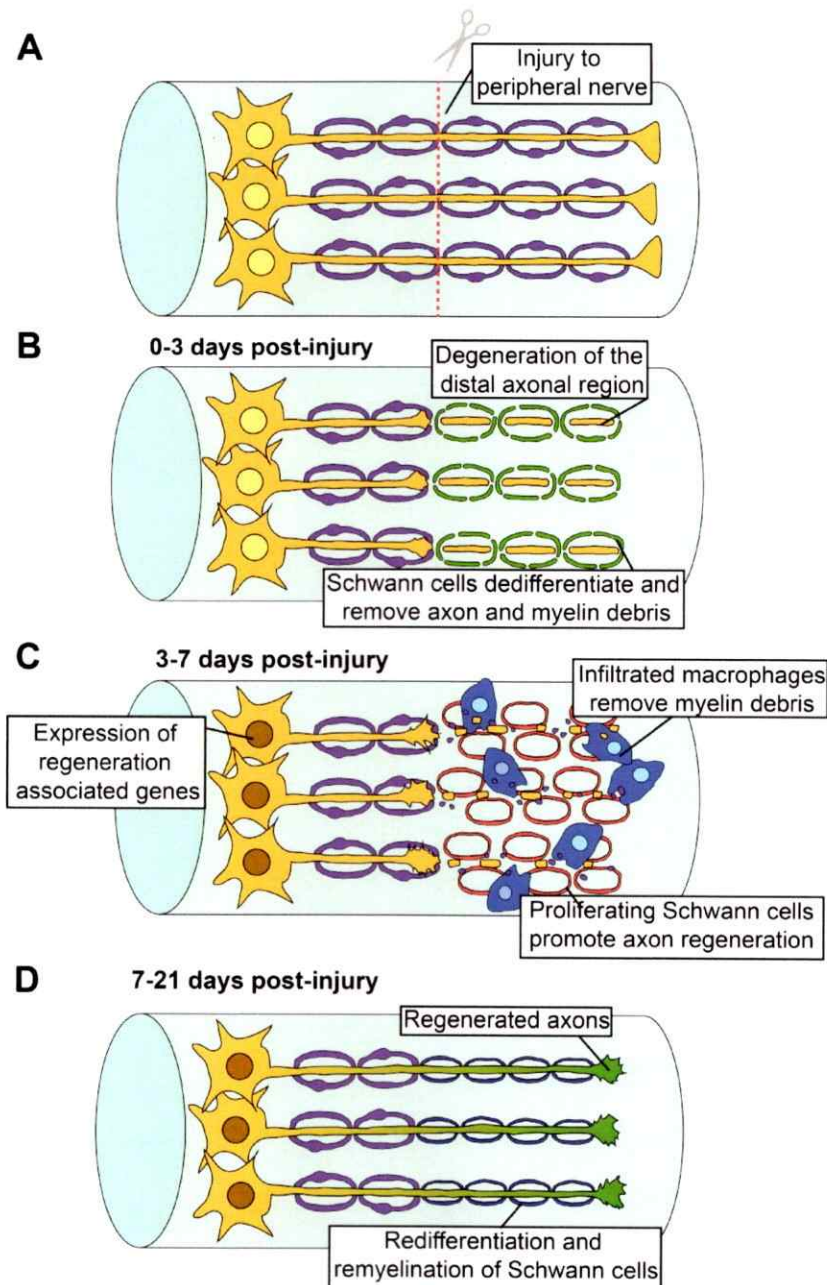 A
Injury to
peripheral nerve
B
0-3 days post-injury
Degeneration of the
distal axonal region
Schwann cells dedifferentiate and
remove axon and myelin debris
C
3-7 days post-injury
Infiltrated macrophages
remove myelin debris
Expression of
regeneration
associated genes
Proliferating Schwann cells
promote axon regeneration
D
7-21 days post-injury
Regenerated axons
Redifferentiation and
remyelination of Schwann cells